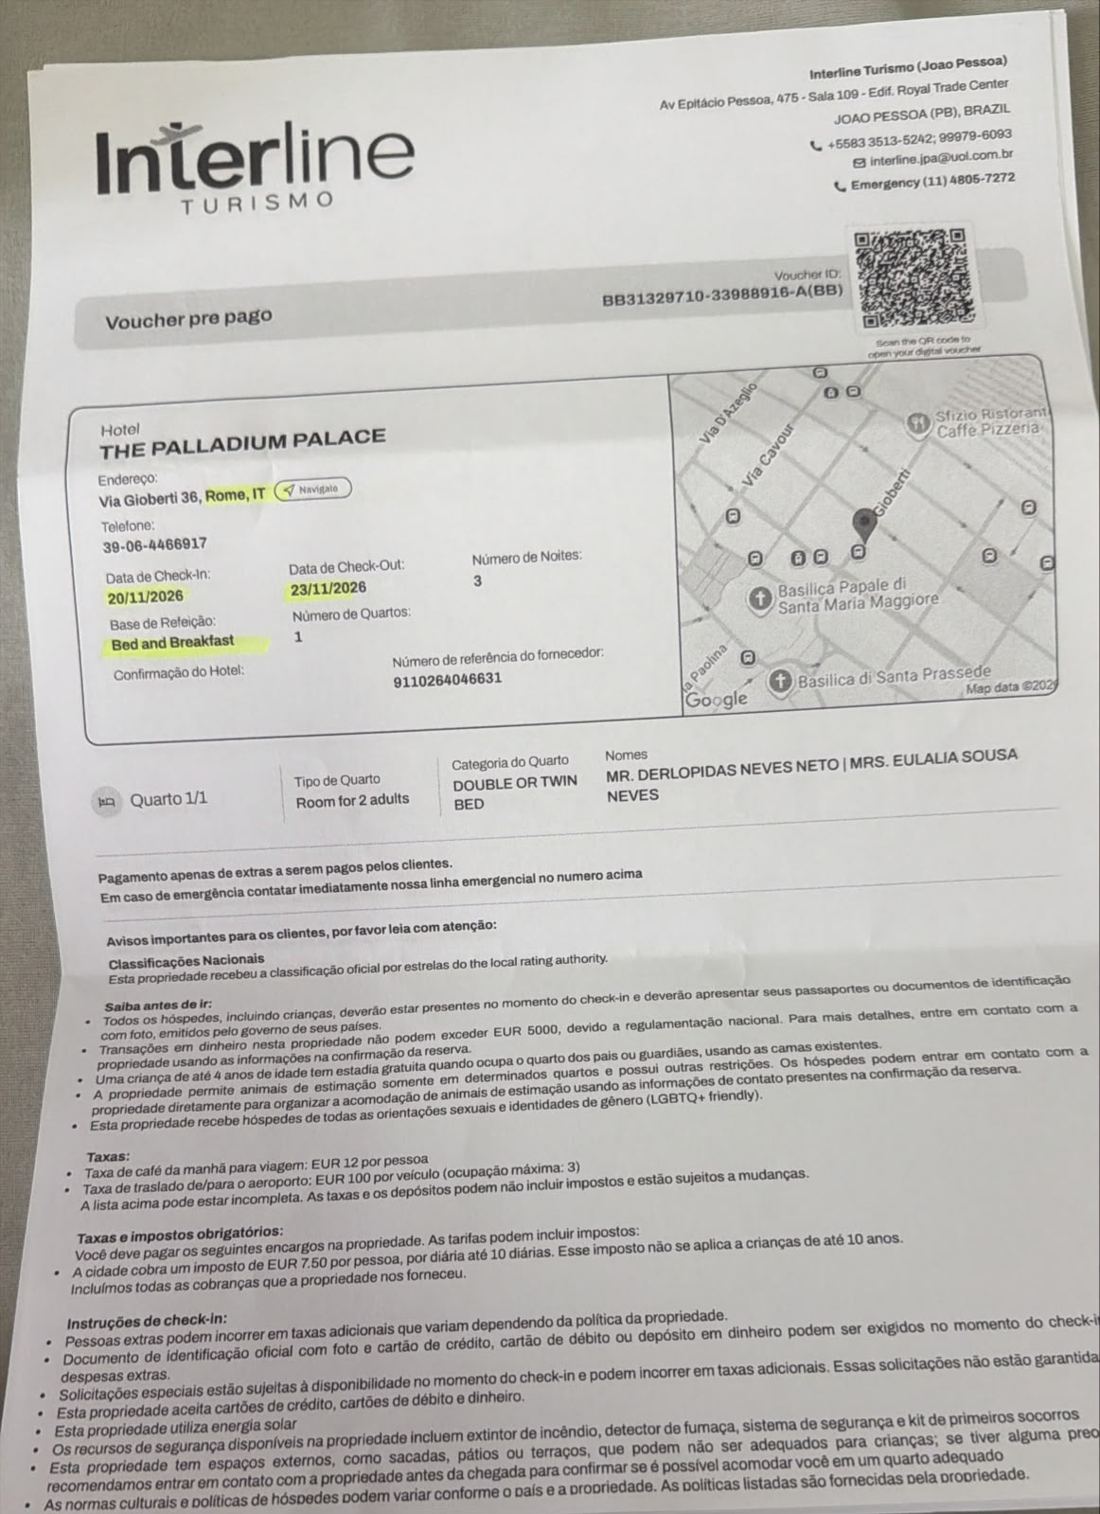 Interline
TURISMO
Interline Turismo (Joao Pessoa)
Av Epitácio Pessoa, 475 - Sala 109 - Edif. Royal Trade Center
JOAO PESSOA (PB), BRAZIL
+5583 3513-5242; 99979-6093
interline.jpa@uol.com.br
Emergency (11) 4805-7272
Voucher pre pago
Voucher ID:
BB31329710-33988916-A(BB)
Scan the QR code to
open your digital voucher
Hotel
THE PALLADIUM PALACE
Endereço:
Via Gioberti 36, Rome, IT
Navigate
Telefone:
39-06-4466917
Data de Check-In:
20/11/2026
Data de Check-Out:
23/11/2026
Número de Noites:
3
Base de Refeição:
Bed and Breakfast
Número de Quartos:
1
Confirmação do Hotel:
Número de referência do fornecedor:
9110264046631
Via D'Azeglio
Via Cavour
Gioberti
Sfizio Ristorant
Caffe Pizzeria
Basilica Papale di
Santa Maria Maggiore
a Paolina
Basilica di Santa Prassede
Google
Map data ©202
Quarto 1/1
Tipo de Quarto
Room for 2 adults
Categoria do Quarto
DOUBLE OR TWIN
BED
Nomes
MR. DERLOPIDAS NEVES NETO | MRS. EULALIA SOUSA
NEVES
Pagamento apenas de extras a serem pagos pelos clientes.
Em caso de emergência contatar imediatamente nossa linha emergencial no numero acima
Avisos importantes para os clientes, por favor leia com atenção:
Classificações Nacionais
Esta propriedade recebeu a classificação oficial por estrelas do the local rating authority.
Saiba antes de ir:
• Todos os hóspedes, incluindo crianças, deverão estar presentes no momento do check-in e deverão apresentar seus passaportes ou documentos de identificação
com foto, emitidos pelo governo de seus países.
• Transações em dinheiro nesta propriedade não podem exceder EUR 5000, devido a regulamentação nacional. Para mais detalhes, entre em contato com a
propriedade usando as informações na confirmação da reserva.
• Uma criança de até 4 anos de idade tem estadia gratuita quando ocupa o quarto dos pais ou guardiães, usando as camas existentes.
• A propriedade permite animais de estimação somente em determinados quartos e possui outras restrições. Os hóspedes podem entrar em contato com a
propriedade diretamente para organizar a acomodação de animais de estimação usando as informações de contato presentes na confirmação da reserva.
• Esta propriedade recebe hóspedes de todas as orientações sexuais e identidades de gênero (LGBTQ+ friendly).
Taxas:
• Taxa de café da manhã para viagem: EUR 12 por pessoa
• Taxa de traslado de/para o aeroporto: EUR 100 por veículo (ocupação máxima: 3)
A lista acima pode estar incompleta. As taxas e os depósitos podem não incluir impostos e estão sujeitos a mudanças.
Taxas e impostos obrigatórios:
Você deve pagar os seguintes encargos na propriedade. As tarifas podem incluir impostos:
• A cidade cobra um imposto de EUR 7.50 por pessoa, por diária até 10 diárias. Esse imposto não se aplica a crianças de até 10 anos.
Incluímos todas as cobranças que a propriedade nos forneceu.
Instruções de check-in:
• Pessoas extras podem incorrer em taxas adicionais que variam dependendo da política da propriedade.
• Documento de identificação oficial com foto e cartão de crédito, cartão de débito ou depósito em dinheiro podem ser exigidos no momento do check-i
despesas extras.
• Solicitações especiais estão sujeitas à disponibilidade no momento do check-in e podem incorrer em taxas adicionais. Essas solicitações não estão garantida
• Esta propriedade aceita cartões de crédito, cartões de débito e dinheiro.
• Esta propriedade utiliza energia solar
• Os recursos de segurança disponíveis na propriedade incluem extintor de incêndio, detector de fumaça, sistema de segurança e kit de primeiros socorros
• Esta propriedade tem espaços externos, como sacadas, pátios ou terraços, que podem não ser adequados para crianças; se tiver alguma preo
recomendamos entrar em contato com a propriedade antes da chegada para confirmar se é possível acomodar você em um quarto adequado
• As normas culturais e políticas de hóspedes podem variar conforme o país e a propriedade. As políticas listadas são fornecidas pela propriedade.